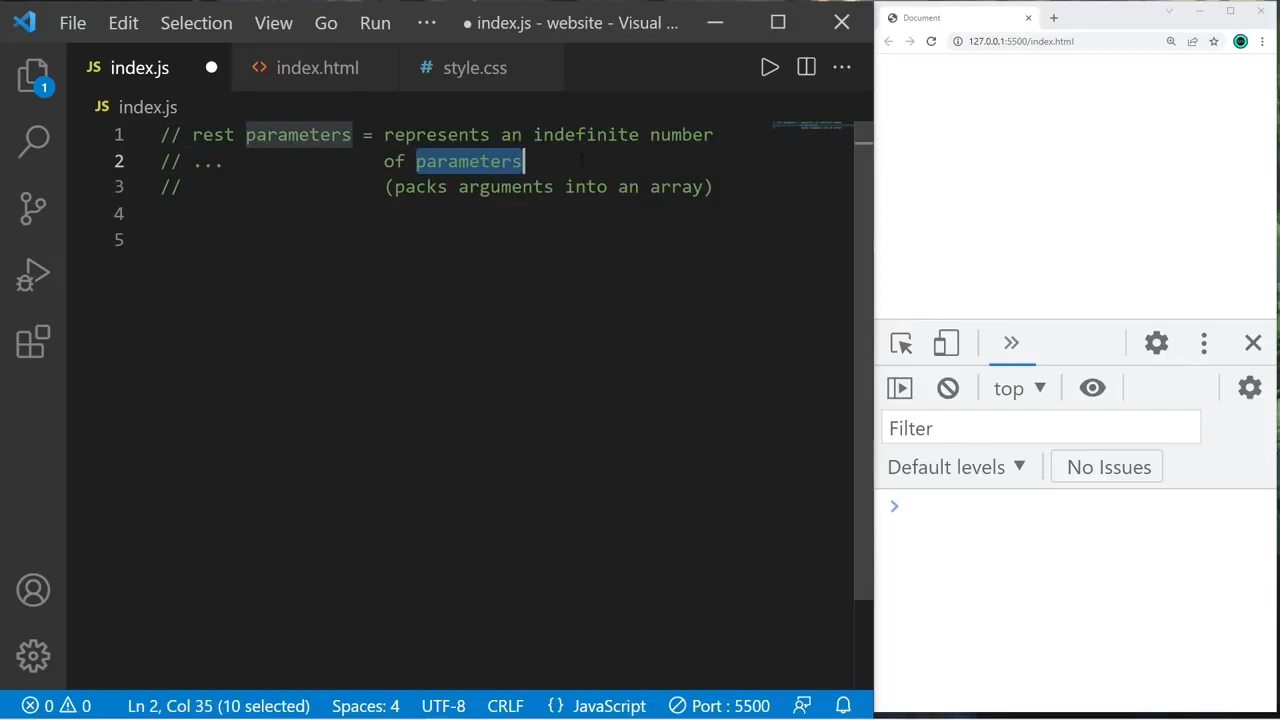 File Edit Selection View Go Run ··· ● index.js - website - Visual ...
JS index.js ● <> index.html # style.css ···
JS index.js
1 // rest parameters = represents an indefinite number
2 // ...               of parameters
3 //                   (packs arguments into an array)
4
5
1
⊗ 0 ⚠ 0 Ln 2, Col 35 (10 selected) Spaces: 4 UTF-8 CRLF {} JavaScript Port : 5500
Document
127.0.0.1:5500/index.html
top ▼
Filter
Default levels ▼ No Issues